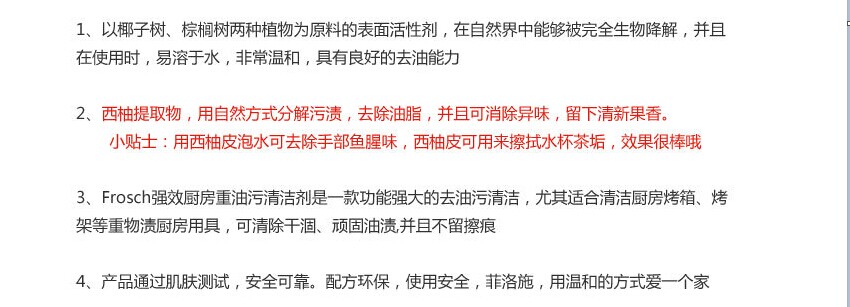 1、以椰子树、棕榈树两种植物为原料的表面活性剂，在自然界中能够被完全生物降解，并且
在使用时，易溶于水，非常温和，具有良好的去油能力
2、西柚提取物，用自然方式分解污渍，去除油脂，并且可消除异味，留下清新果香。
小贴士：用西柚皮泡水可去除手部鱼腥味，西柚皮可用来擦拭水杯茶垢，效果很棒哦
3、Frosch强效厨房重油污清洁剂是一款功能强大的去油污清洁，尤其适合清洁厨房烤箱、烤
架等重物渍厨房用具，可清除干涸、顽固油渍,并且不留擦痕
4、产品通过肌肤测试，安全可靠。配方环保，使用安全，菲洛施，用温和的方式爱一个家